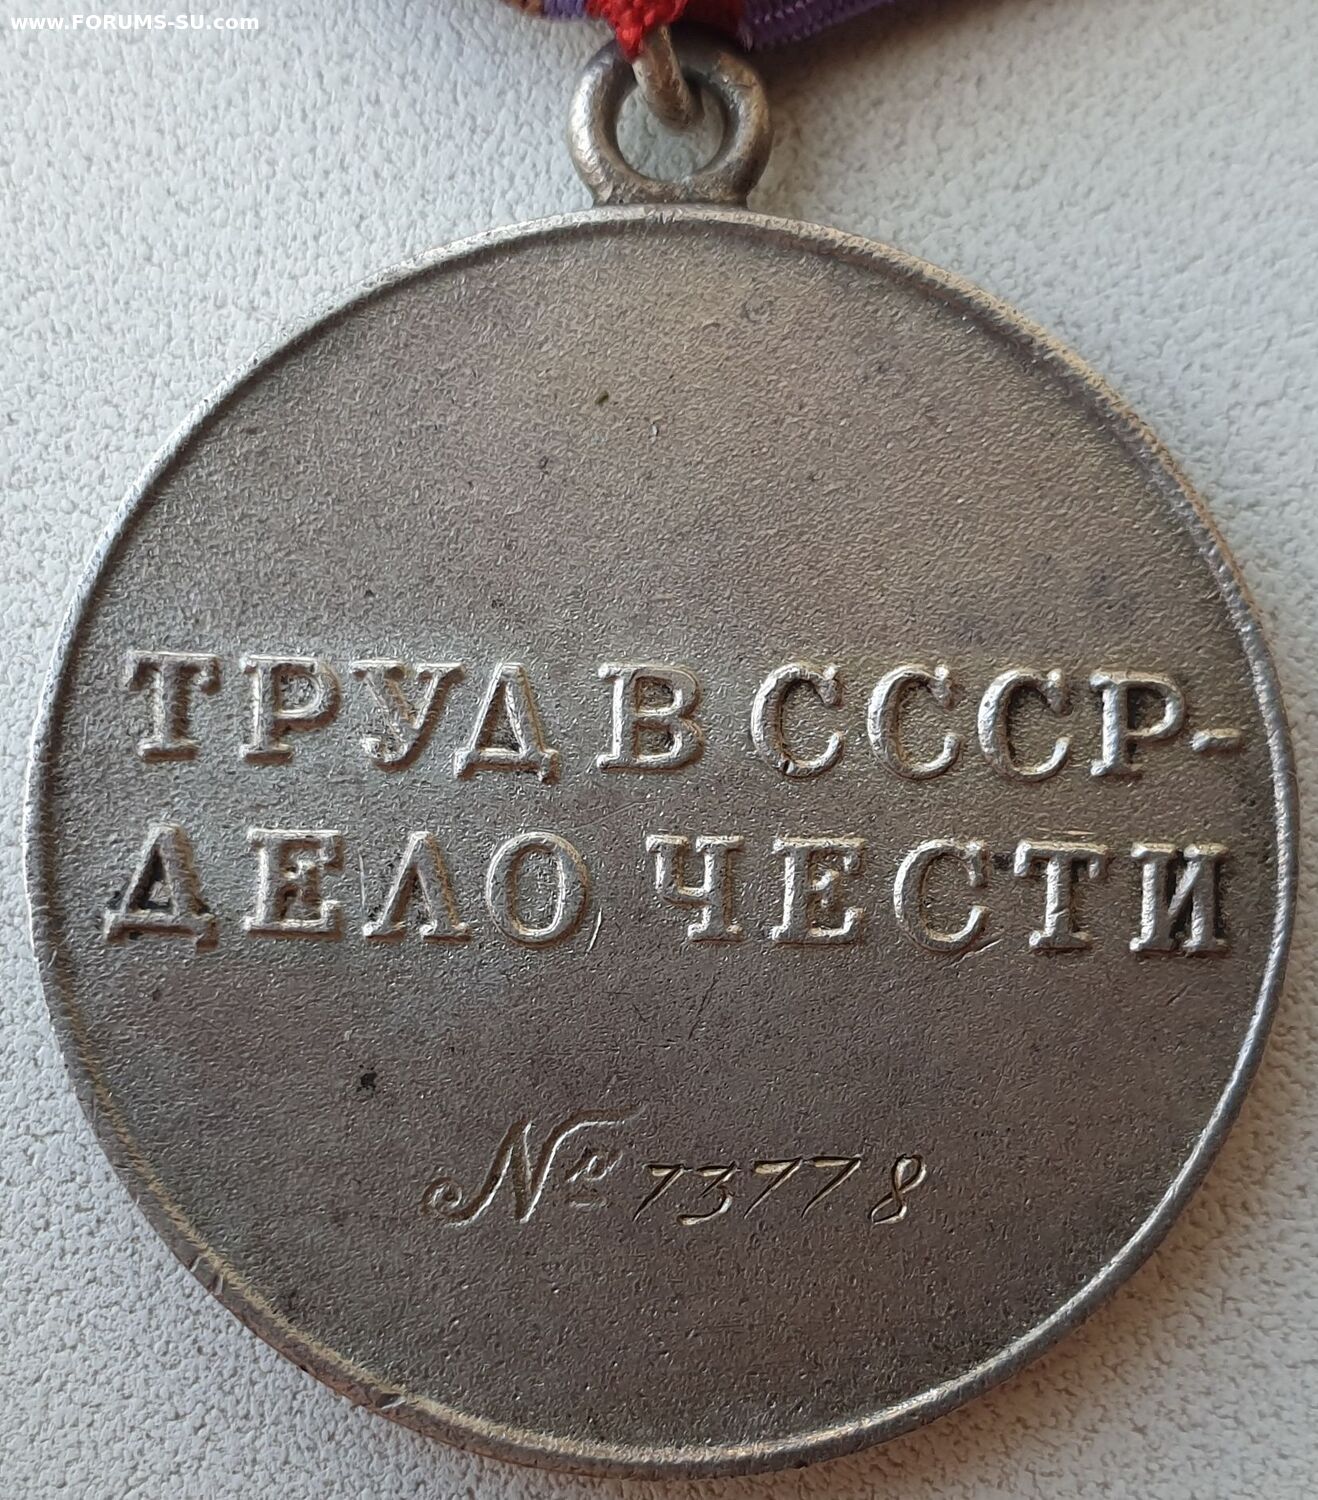 www.FORUMS-SU.com
ТРУД В СССР-
ДЕЛО ЧЕСТИ
№ 73778